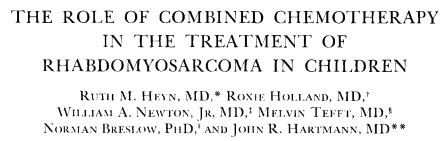 THE ROLE OF COMBINED CHEMOTHERAPY
IN THE TREATMENT OF
RHABDOMYOSARCOMA IN CHILDREN
RUTH M. HEYN, MD,* ROXIE HOLLAND, MD,†
WILLIAM A. NEWTON, JR, MD,‡ MELVIN TEFFT, MD,§
NORMAN BRESLOW, PHD,§ AND JOHN R. HARTMANN, MD**